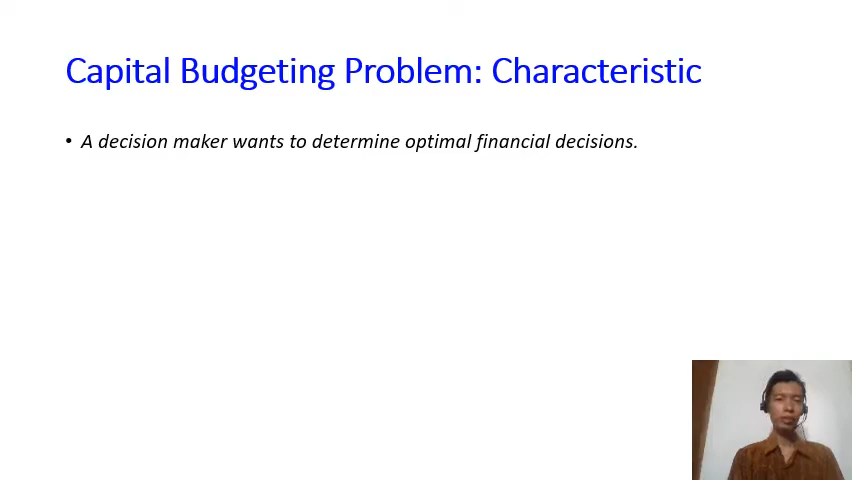 Capital Budgeting Problem: Characteristic
• A decision maker wants to determine optimal financial decisions.